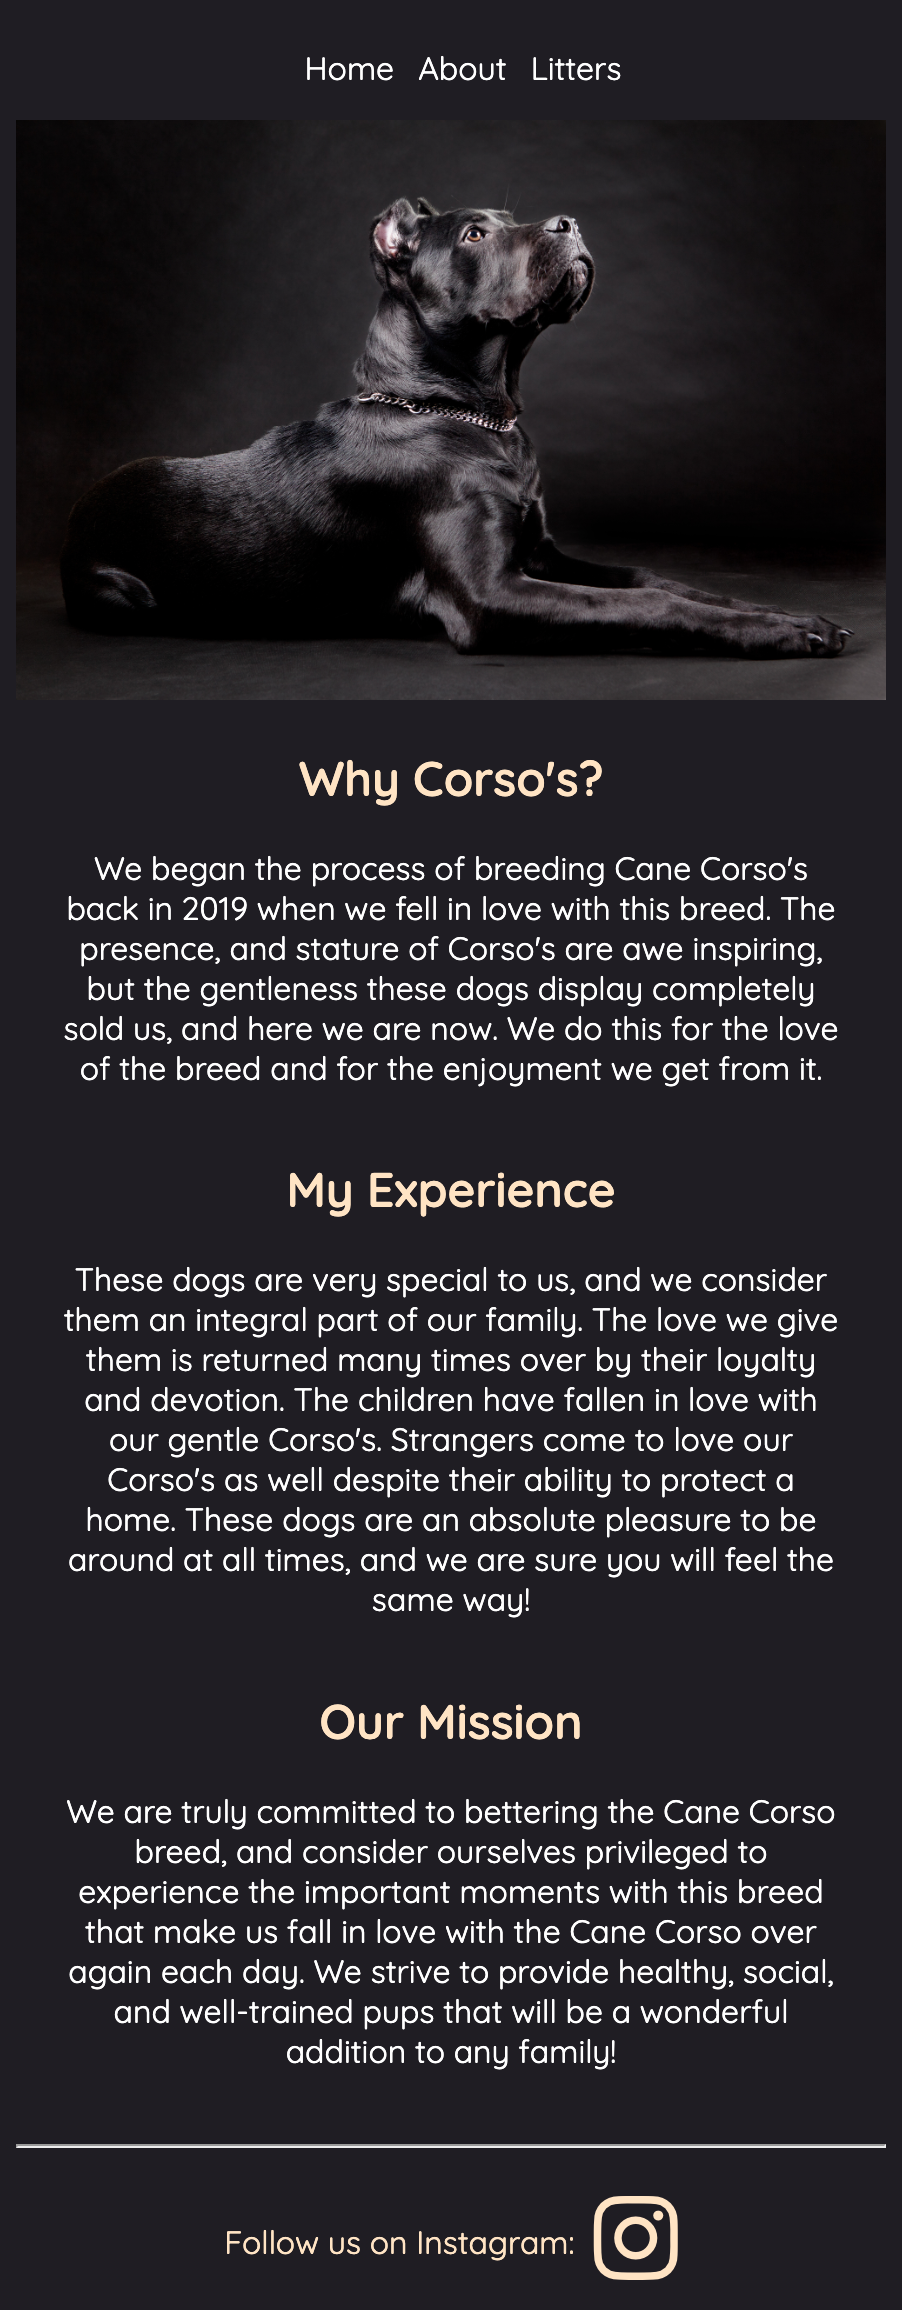 Home About Litters
Why Corso's?
We began the process of breeding Cane Corso's
back in 2019 when we fell in love with this breed. The
presence, and stature of Corso's are awe inspiring,
but the gentleness these dogs display completely
sold us, and here we are now. We do this for the love
of the breed and for the enjoyment we get from it.
My Experience
These dogs are very special to us, and we consider
them an integral part of our family. The love we give
them is returned many times over by their loyalty
and devotion. The children have fallen in love with
our gentle Corso's. Strangers come to love our
Corso's as well despite their ability to protect a
home. These dogs are an absolute pleasure to be
around at all times, and we are sure you will feel the
same way!
Our Mission
We are truly committed to bettering the Cane Corso
breed, and consider ourselves privileged to
experience the important moments with this breed
that make us fall in love with the Cane Corso over
again each day. We strive to provide healthy, social,
and well-trained pups that will be a wonderful
addition to any family!
Follow us on Instagram: